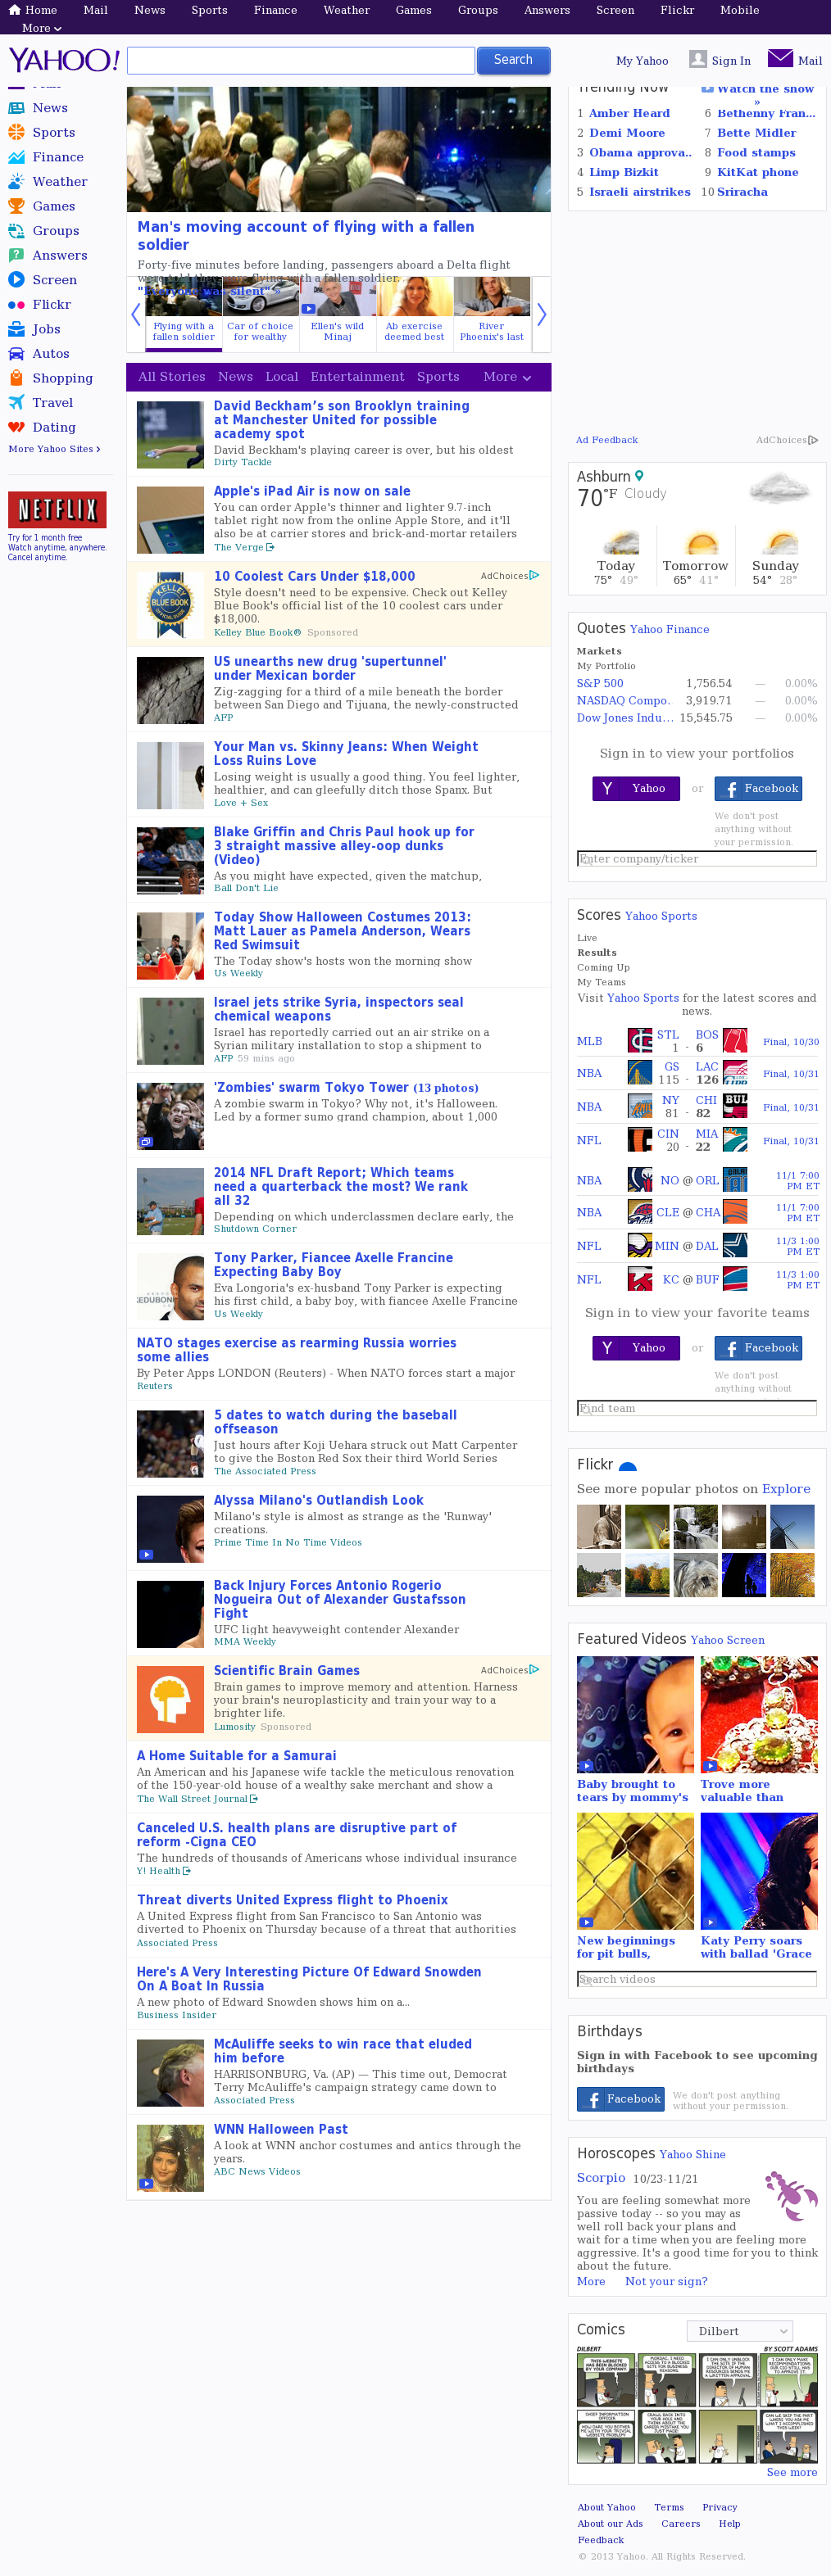 Home Mail News Sports Finance Weather Games Groups Answers Screen Flickr Mobile
More
YAHOO!
Search
My Yahoo
Sign In
Mail
News
Sports
Finance
Weather
Games
Groups
Answers
Screen
Flickr
Jobs
Autos
Shopping
Travel
Dating
More Yahoo Sites
NETFLIX
Try for 1 month free
Watch anytime, anywhere.
Cancel anytime.
Man's moving account of flying with a fallen
soldier
Forty-five minutes before landing, passengers aboard a Delta flight
were told they were flying with a fallen soldier.
"Everyone was silent" »
Flying with a
fallen soldier
Car of choice
for wealthy
Ellen's wild
Minaj
Ab exercise
deemed best
River
Phoenix's last
All Stories News Local Entertainment Sports More
David Beckham’s son Brooklyn training
at Manchester United for possible
academy spot
David Beckham's playing career is over, but his oldest
Dirty Tackle
Apple's iPad Air is now on sale
You can order Apple's thinner and lighter 9.7-inch
tablet right now from the online Apple Store, and it'll
also be at carrier stores and brick-and-mortar retailers
The Verge
10 Coolest Cars Under $18,000
AdChoices
Style doesn't need to be expensive. Check out Kelley
Blue Book's official list of the 10 coolest cars under
$18,000.
Kelley Blue Book® Sponsored
KELLEY
BLUE BOOK
US unearths new drug 'supertunnel'
under Mexican border
Zig-zagging for a third of a mile beneath the border
between San Diego and Tijuana, the newly-constructed
AFP
Your Man vs. Skinny Jeans: When Weight
Loss Ruins Love
Losing weight is usually a good thing. You feel lighter,
healthier, and can gleefully ditch those Spanx. But
Love + Sex
Blake Griffin and Chris Paul hook up for
3 straight massive alley-oop dunks
(Video)
As you might have expected, given the matchup,
Ball Don't Lie
Today Show Halloween Costumes 2013:
Matt Lauer as Pamela Anderson, Wears
Red Swimsuit
The Today show's hosts won the morning show
Us Weekly
Israel jets strike Syria, inspectors seal
chemical weapons
Israel has reportedly carried out an air strike on a
Syrian military installation to stop a shipment to
AFP 59 mins ago
'Zombies' swarm Tokyo Tower (13 photos)
A zombie swarm in Tokyo? Why not, it's Halloween.
Led by a former sumo grand champion, about 1,000
2014 NFL Draft Report; Which teams
need a quarterback the most? We rank
all 32
Depending on which underclassmen declare early, the
Shutdown Corner
Tony Parker, Fiancee Axelle Francine
Expecting Baby Boy
Eva Longoria's ex-husband Tony Parker is expecting
his first child, a baby boy, with fiancee Axelle Francine
Us Weekly
NATO stages exercise as rearming Russia worries
some allies
By Peter Apps LONDON (Reuters) - When NATO forces start a major
Reuters
5 dates to watch during the baseball
offseason
Just hours after Koji Uehara struck out Matt Carpenter
to give the Boston Red Sox their third World Series
The Associated Press
Alyssa Milano's Outlandish Look
Milano's style is almost as strange as the 'Runway'
creations.
Prime Time In No Time Videos
Back Injury Forces Antonio Rogerio
Nogueira Out of Alexander Gustafsson
Fight
UFC light heavyweight contender Alexander
MMA Weekly
Scientific Brain Games
AdChoices
Brain games to improve memory and attention. Harness
your brain's neuroplasticity and train your way to a
brighter life.
Lumosity Sponsored
A Home Suitable for a Samurai
An American and his Japanese wife tackle the meticulous renovation
of the 150-year-old house of a wealthy sake merchant and show a
The Wall Street Journal
Canceled U.S. health plans are disruptive part of
reform -Cigna CEO
The hundreds of thousands of Americans whose individual insurance
Y! Health
Threat diverts United Express flight to Phoenix
A United Express flight from San Francisco to San Antonio was
diverted to Phoenix on Thursday because of a threat that authorities
Associated Press
Here's A Very Interesting Picture Of Edward Snowden
On A Boat In Russia
A new photo of Edward Snowden shows him on a...
Business Insider
McAuliffe seeks to win race that eluded
him before
HARRISONBURG, Va. (AP) — This time out, Democrat
Terry McAuliffe's campaign strategy came down to
Associated Press
WNN Halloween Past
A look at WNN anchor costumes and antics through the
years.
ABC News Videos
Trending Now
Watch the show
»
1 Amber Heard
2 Demi Moore
3 Obama approva..
4 Limp Bizkit
5 Israeli airstrikes
6 Bethenny Fran...
7 Bette Midler
8 Food stamps
9 KitKat phone
10 Sriracha
Ad Feedback
AdChoices
Ashburn
70°F Cloudy
Today
75° 49°
Tomorrow
65° 41°
Sunday
54° 28°
Quotes Yahoo Finance
Markets
My Portfolio
S&P 500 1,756.54 — 0.00%
NASDAQ Compo. 3,919.71 — 0.00%
Dow Jones Indu... 15,545.75 — 0.00%
Sign in to view your portfolios
Y Yahoo or f Facebook
We don't post
anything without
your permission.
Enter company/ticker
Scores Yahoo Sports
Live
Results
Coming Up
My Teams
Visit Yahoo Sports for the latest scores and
news.
MLB STL 1 - BOS 6 Final, 10/30
NBA GS 115 - LAC 126 Final, 10/31
NBA NY 81 - CHI 82 Final, 10/31
NFL CIN 20 - MIA 22 Final, 10/31
NBA NO @ ORL 11/1 7:00 PM ET
NBA CLE @ CHA 11/1 7:00 PM ET
NFL MIN @ DAL 11/3 1:00 PM ET
NFL KC @ BUF 11/3 1:00 PM ET
Sign in to view your favorite teams
Y Yahoo or f Facebook
We don't post
anything without
Find team
Flickr
See more popular photos on Explore
Featured Videos Yahoo Screen
Baby brought to
tears by mommy's
Trove more
valuable than
New beginnings
for pit bulls,
Katy Perry soars
with ballad 'Grace
Search videos
Birthdays
Sign in with Facebook to see upcoming
birthdays
f Facebook
We don't post anything
without your permission.
Horoscopes Yahoo Shine
Scorpio 10/23-11/21
You are feeling somewhat more
passive today -- so you may as
well roll back your plans and
wait for a time when you are feeling more
aggressive. It's a good time for you to think
about the future.
More Not your sign?
Comics
Dilbert
DILBERT BY SCOTT ADAMS
See more
About Yahoo Terms Privacy
About our Ads Careers Help
Feedback
© 2013 Yahoo. All Rights Reserved.